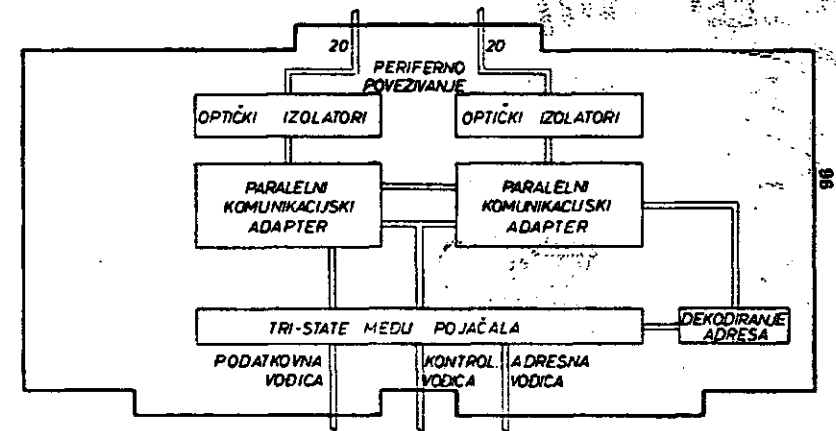 20
20
PERIFERNO
POVEŽIVANJE
OPTIČKI IZOLATORI
OPTIČKI IZOLATORI
PARALELNI
KOMUNIKACIJSKI
ADAPTER
PARALELNI
KOMUNIKACIJSKI
ADAPTER
96
TRI-STATE MEĐU POJAČALA
DEKODIRANJE
ADRESA
PODATKOVNA
VODICA
KONTROL.
VODICA
ADRESNA
VODICA